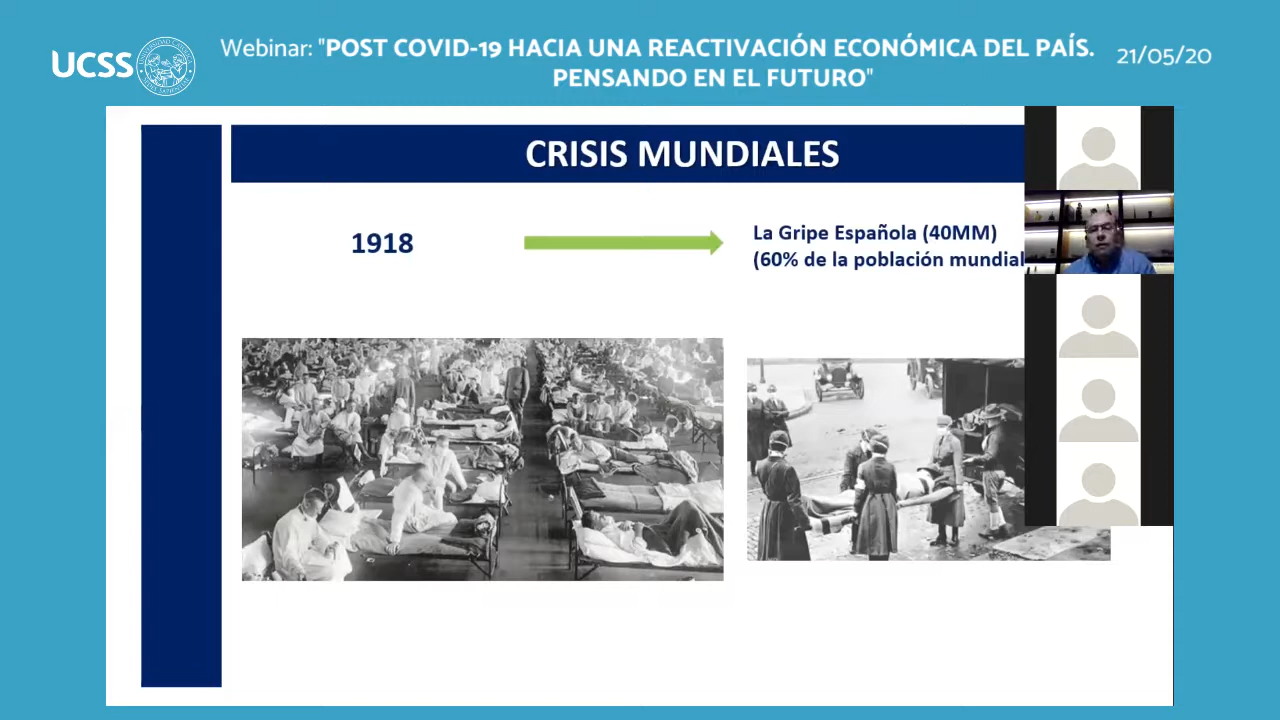 UCSS
Webinar: "POST COVID-19 HACIA UNA REACTIVACIÓN ECONÓMICA DEL PAÍS.
PENSANDO EN EL FUTURO"
21/05/20
CRISIS MUNDIALES
1918
La Gripe Española (40MM)
(60% de la población mundial